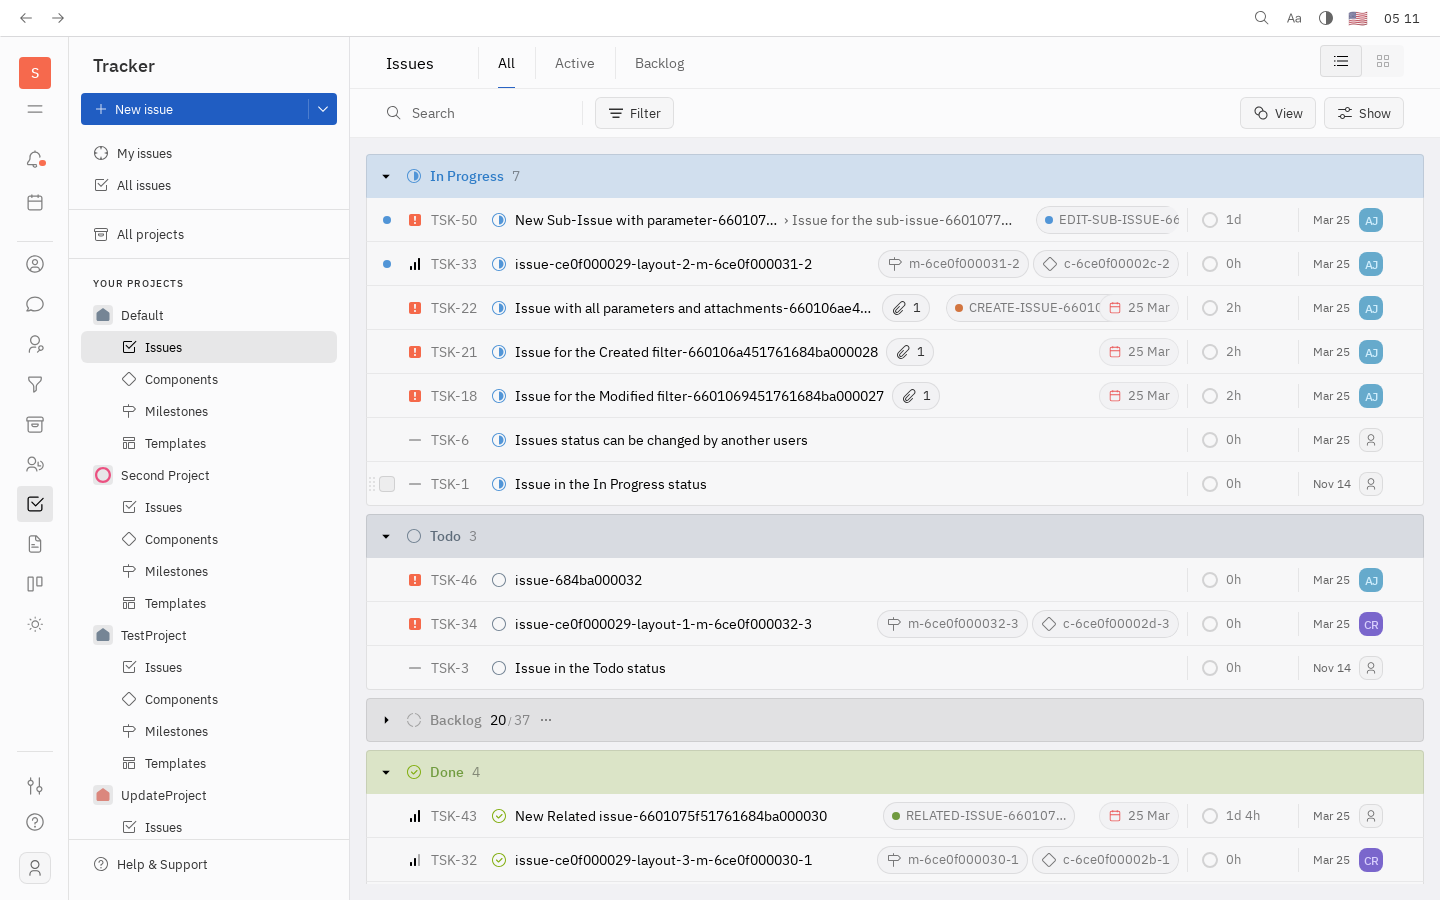 Aa
05 11
S
Tracker
New issue
My issues
All issues
All projects
YOUR PROJECTS
Default
Issues
Components
Milestones
Templates
Second Project
Issues
Components
Milestones
Templates
TestProject
Issues
Components
Milestones
Templates
UpdateProject
Issues
Help & Support
Issues All Active Backlog
Search Filter View Show
In Progress 7
TSK-50 New Sub-Issue with parameter-660107... › Issue for the sub-issue-6601077... EDIT-SUB-ISSUE-66 1d Mar 25 AJ
TSK-33 issue-ce0f000029-layout-2-m-6ce0f000031-2 m-6ce0f000031-2 c-6ce0f00002c-2 0h Mar 25 AJ
TSK-22 Issue with all parameters and attachments-660106ae4... 1 CREATE-ISSUE-6601 25 Mar 2h Mar 25 AJ
TSK-21 Issue for the Created filter-660106a451761684ba000028 1 25 Mar 2h Mar 25 AJ
TSK-18 Issue for the Modified filter-6601069451761684ba000027 1 25 Mar 2h Mar 25 AJ
TSK-6 Issues status can be changed by another users 0h Mar 25
TSK-1 Issue in the In Progress status 0h Nov 14
Todo 3
TSK-46 issue-684ba000032 0h Mar 25 AJ
TSK-34 issue-ce0f000029-layout-1-m-6ce0f000032-3 m-6ce0f000032-3 c-6ce0f00002d-3 0h Mar 25 CR
TSK-3 Issue in the Todo status 0h Nov 14
Backlog 20/37 ...
Done 4
TSK-43 New Related issue-6601075f51761684ba000030 RELATED-ISSUE-660107... 25 Mar 1d 4h Mar 25
TSK-32 issue-ce0f000029-layout-3-m-6ce0f000030-1 m-6ce0f000030-1 c-6ce0f00002b-1 0h Mar 25 CR